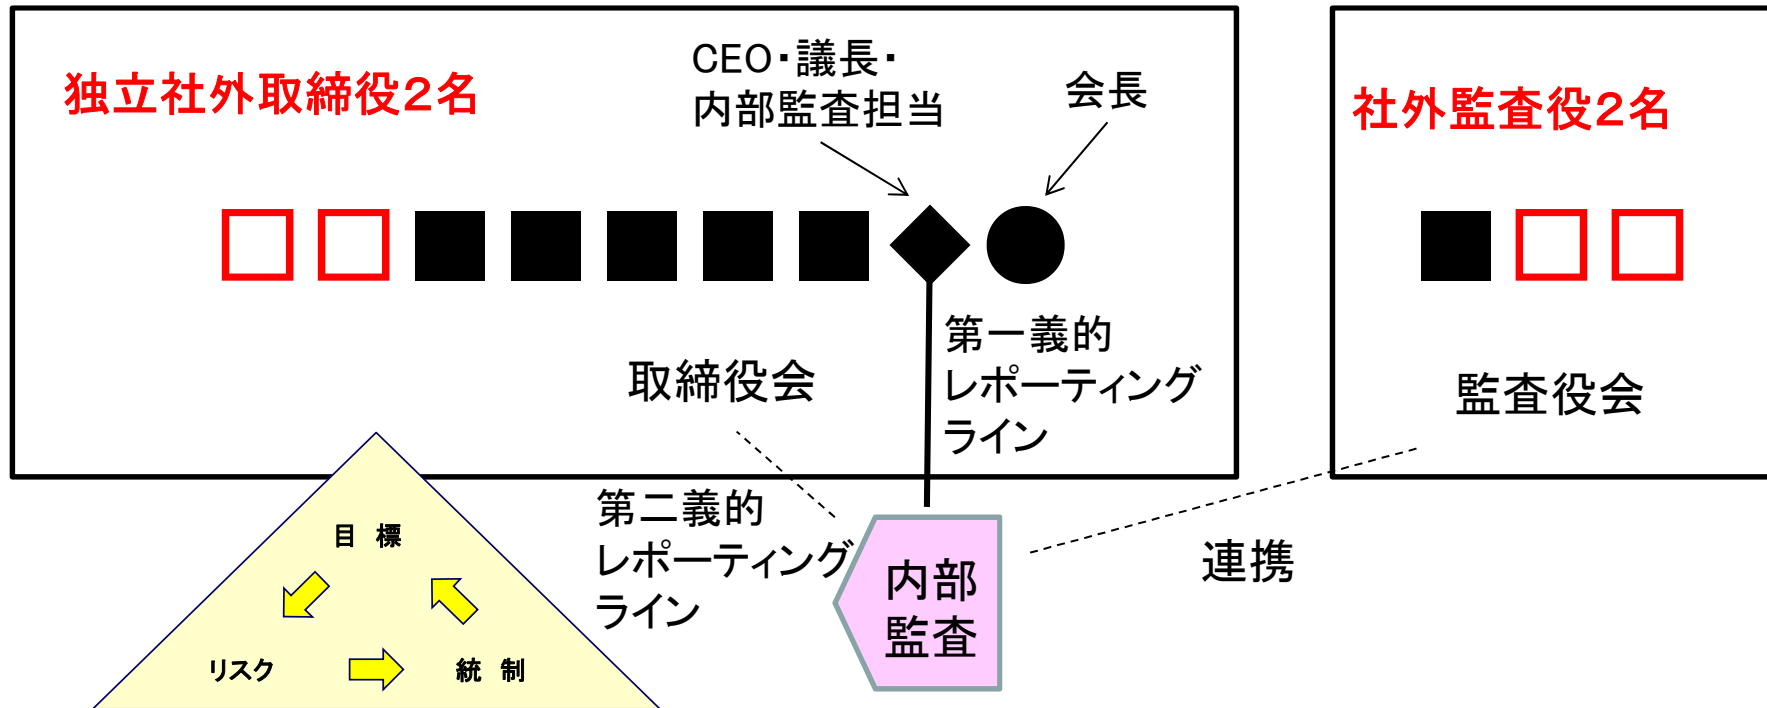 独立社外取締役２名
CEO・議長・
内部監査担当
会長
社外監査役２名
第一義的
レポーティング
ライン
取締役会
監査役会
第二義的
レポーティング
ライン
目 標
リスク
統 制
内部
監査
連携